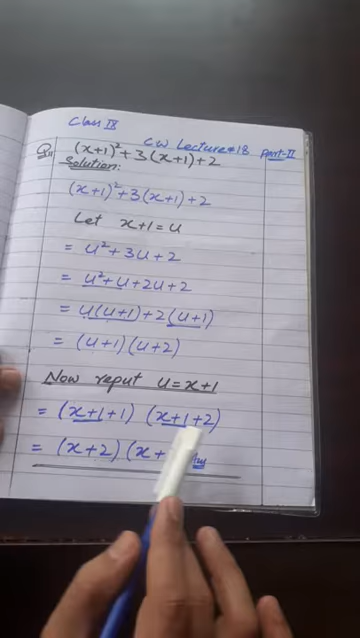 Class IX
CW Lecture#18 Part-II
Q (x+1)²+3(x+1)+2
Solution:
(x+1)²+3(x+1)+2
Let x+1=u
= u²+3u+2
= u²+u+2u+2
= u(u+1)+2(u+1)
= (u+1)(u+2)
Now reput u=x+1
= (x+1+1) (x+1+2)
= (x+2)(x+